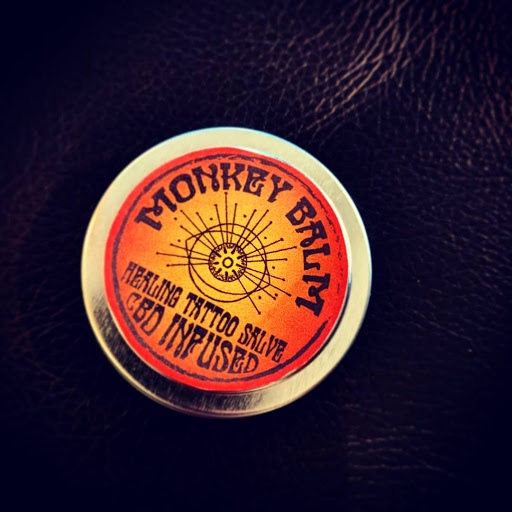 MONKEY BALM
HEALING TATTOO SALVE
CBD INFUSED